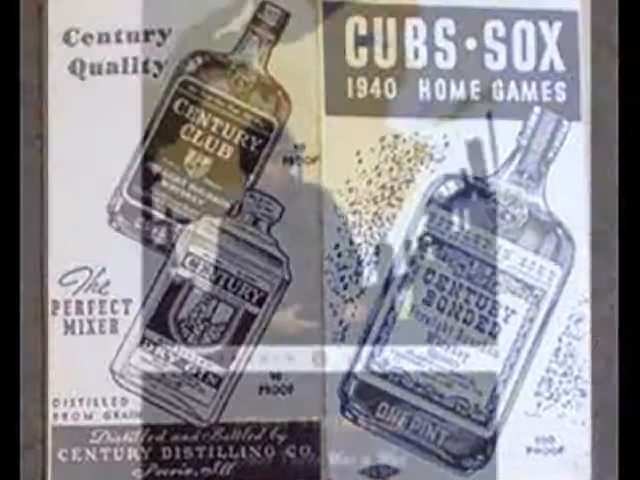 Century
Quality
CENTURY
CLUB
PROOF
The
PERFECT
MIXER
CENTURY
PROOF
DISTILLED
FROM GRAIN
Distilled and Bottled by
CENTURY DISTILLING CO.
Peoria, Ill
CUBS · SOX
1940 HOME GAMES
CENTURY
BONDED
ONE PINT
100
PROOF